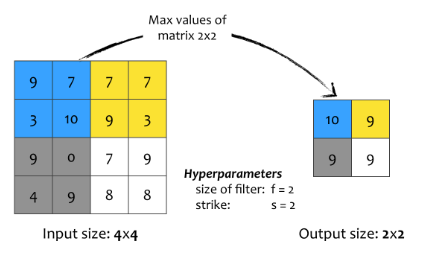 Max values of
matrix 2x2
9 7 7 7
3 10 9 3
9 0 7 9
4 9 8 8
10 9
9 9
Hyperparameters
size of filter: f = 2
strike: s = 2
Input size: 4x4
Output size: 2x2